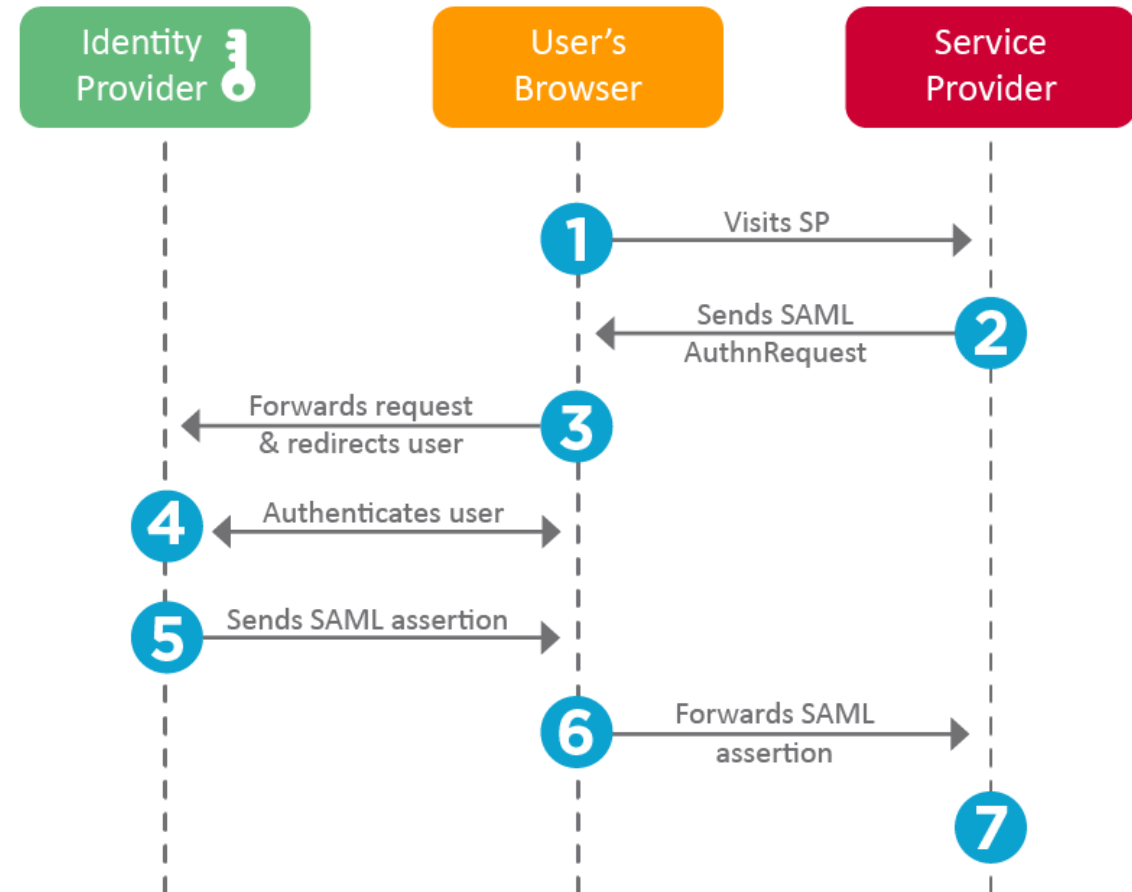 Identity
Provider
User's
Browser
Service
Provider
1
Visits SP
Sends SAML
AuthnRequest
2
Forwards request
& redirects user
3
4
Authenticates user
5
Sends SAML assertion
6
Forwards SAML
assertion
7